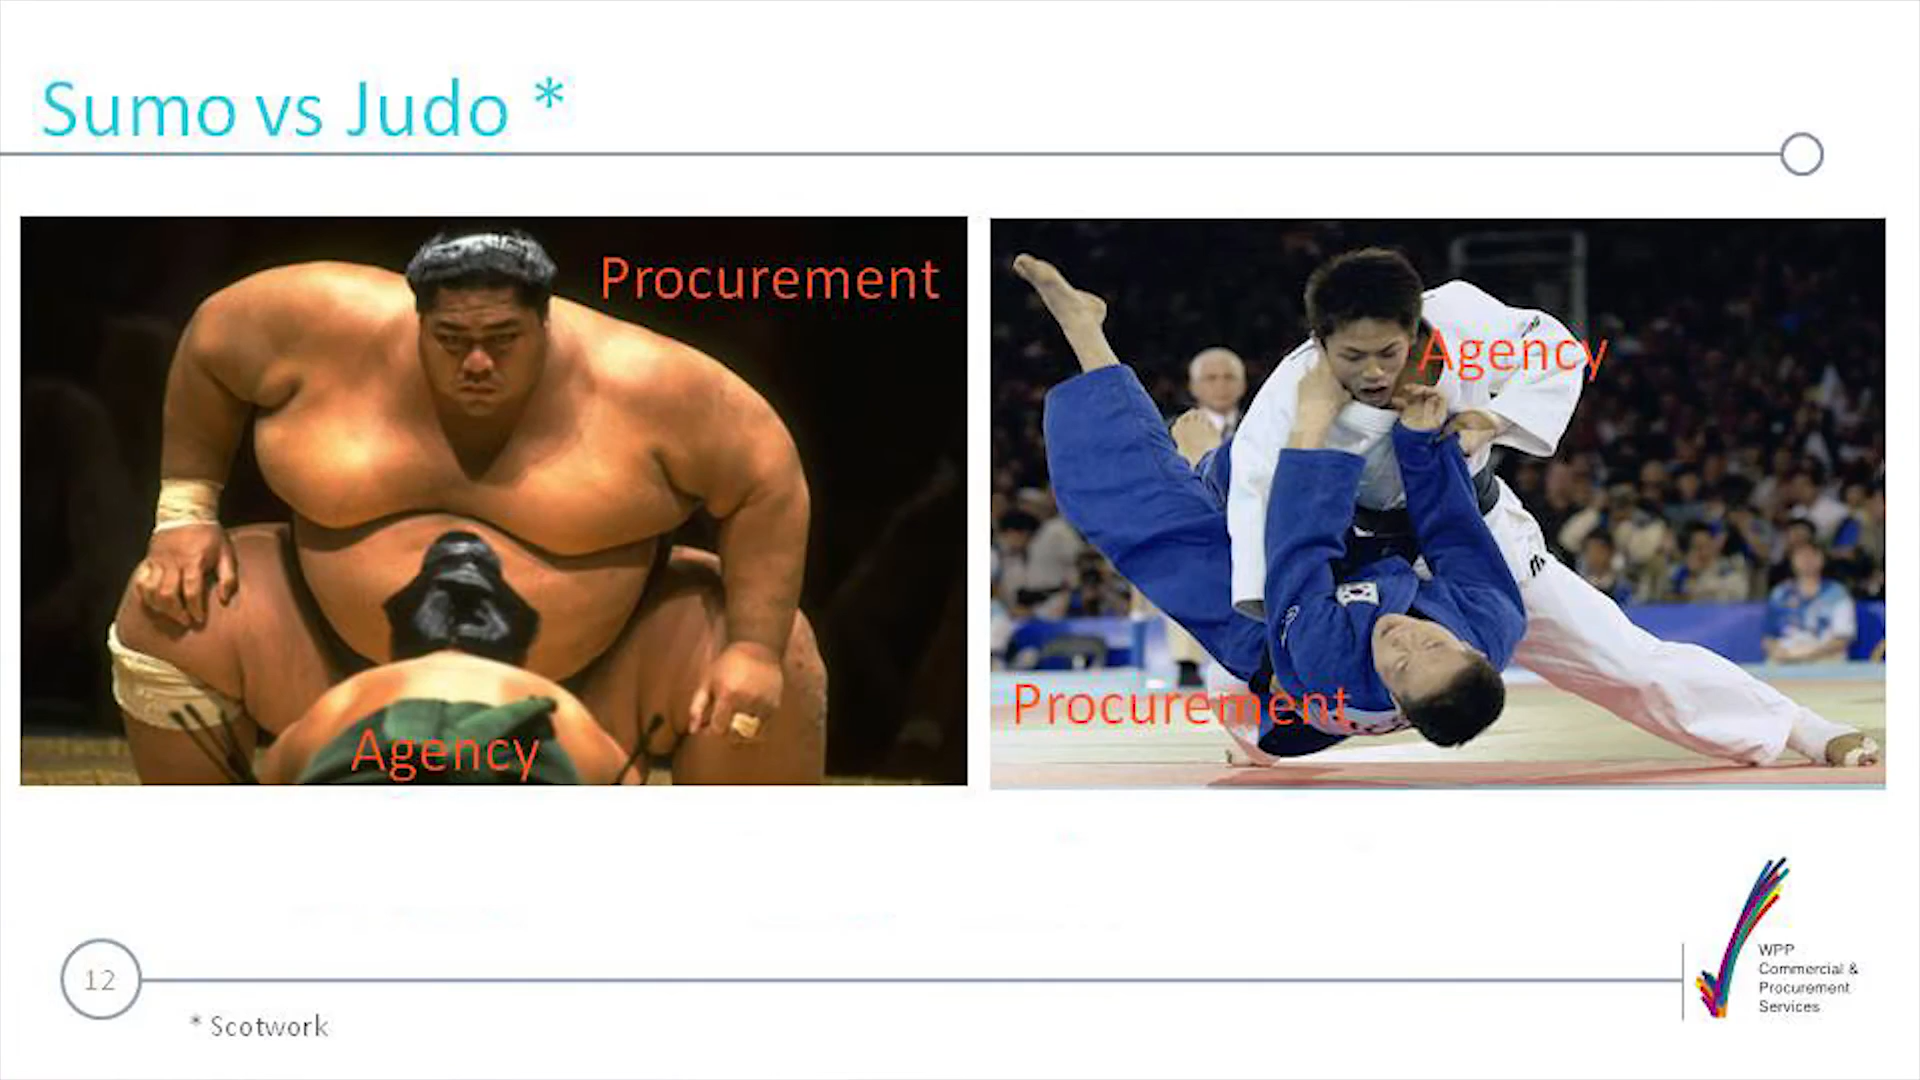 Sumo vs Judo *
Procurement
Agency
Agency
Procurement
12
* Scotwork
WPP
Commercial &
Procurement
Services